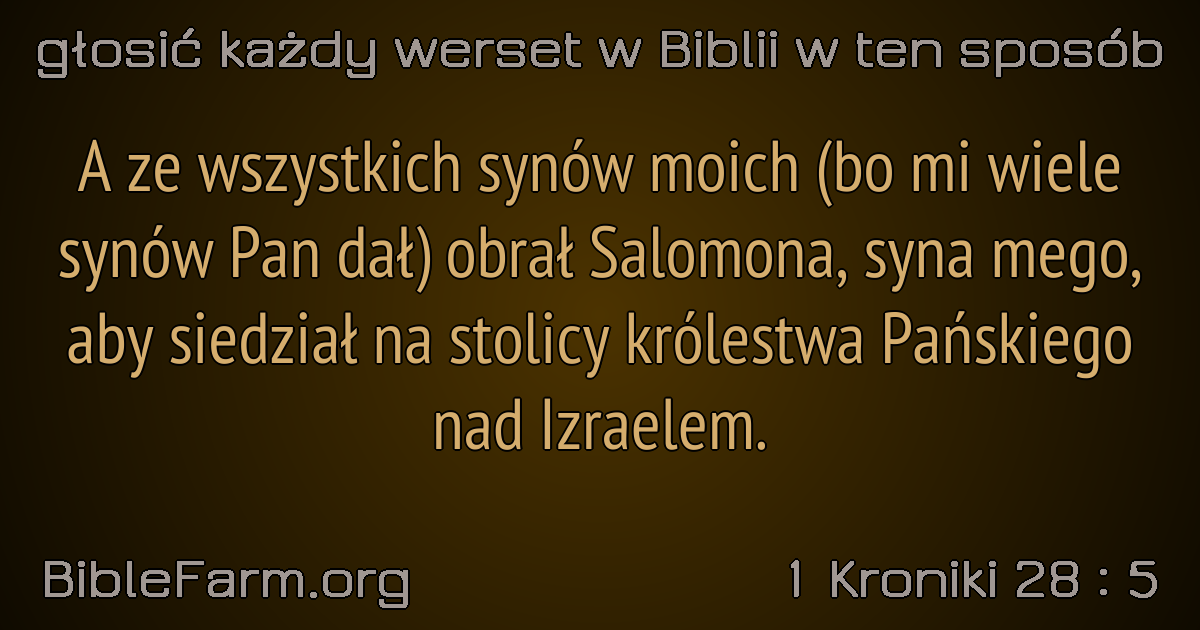 głosić każdy werset w Biblii w ten sposób
A ze wszystkich synów moich (bo mi wiele
synów Pan dał) obrał Salomona, syna mego,
aby siedział na stolicy królestwa Pańskiego
nad Izraelem.
BibleFarm.org
1 Kroniki 28 : 5